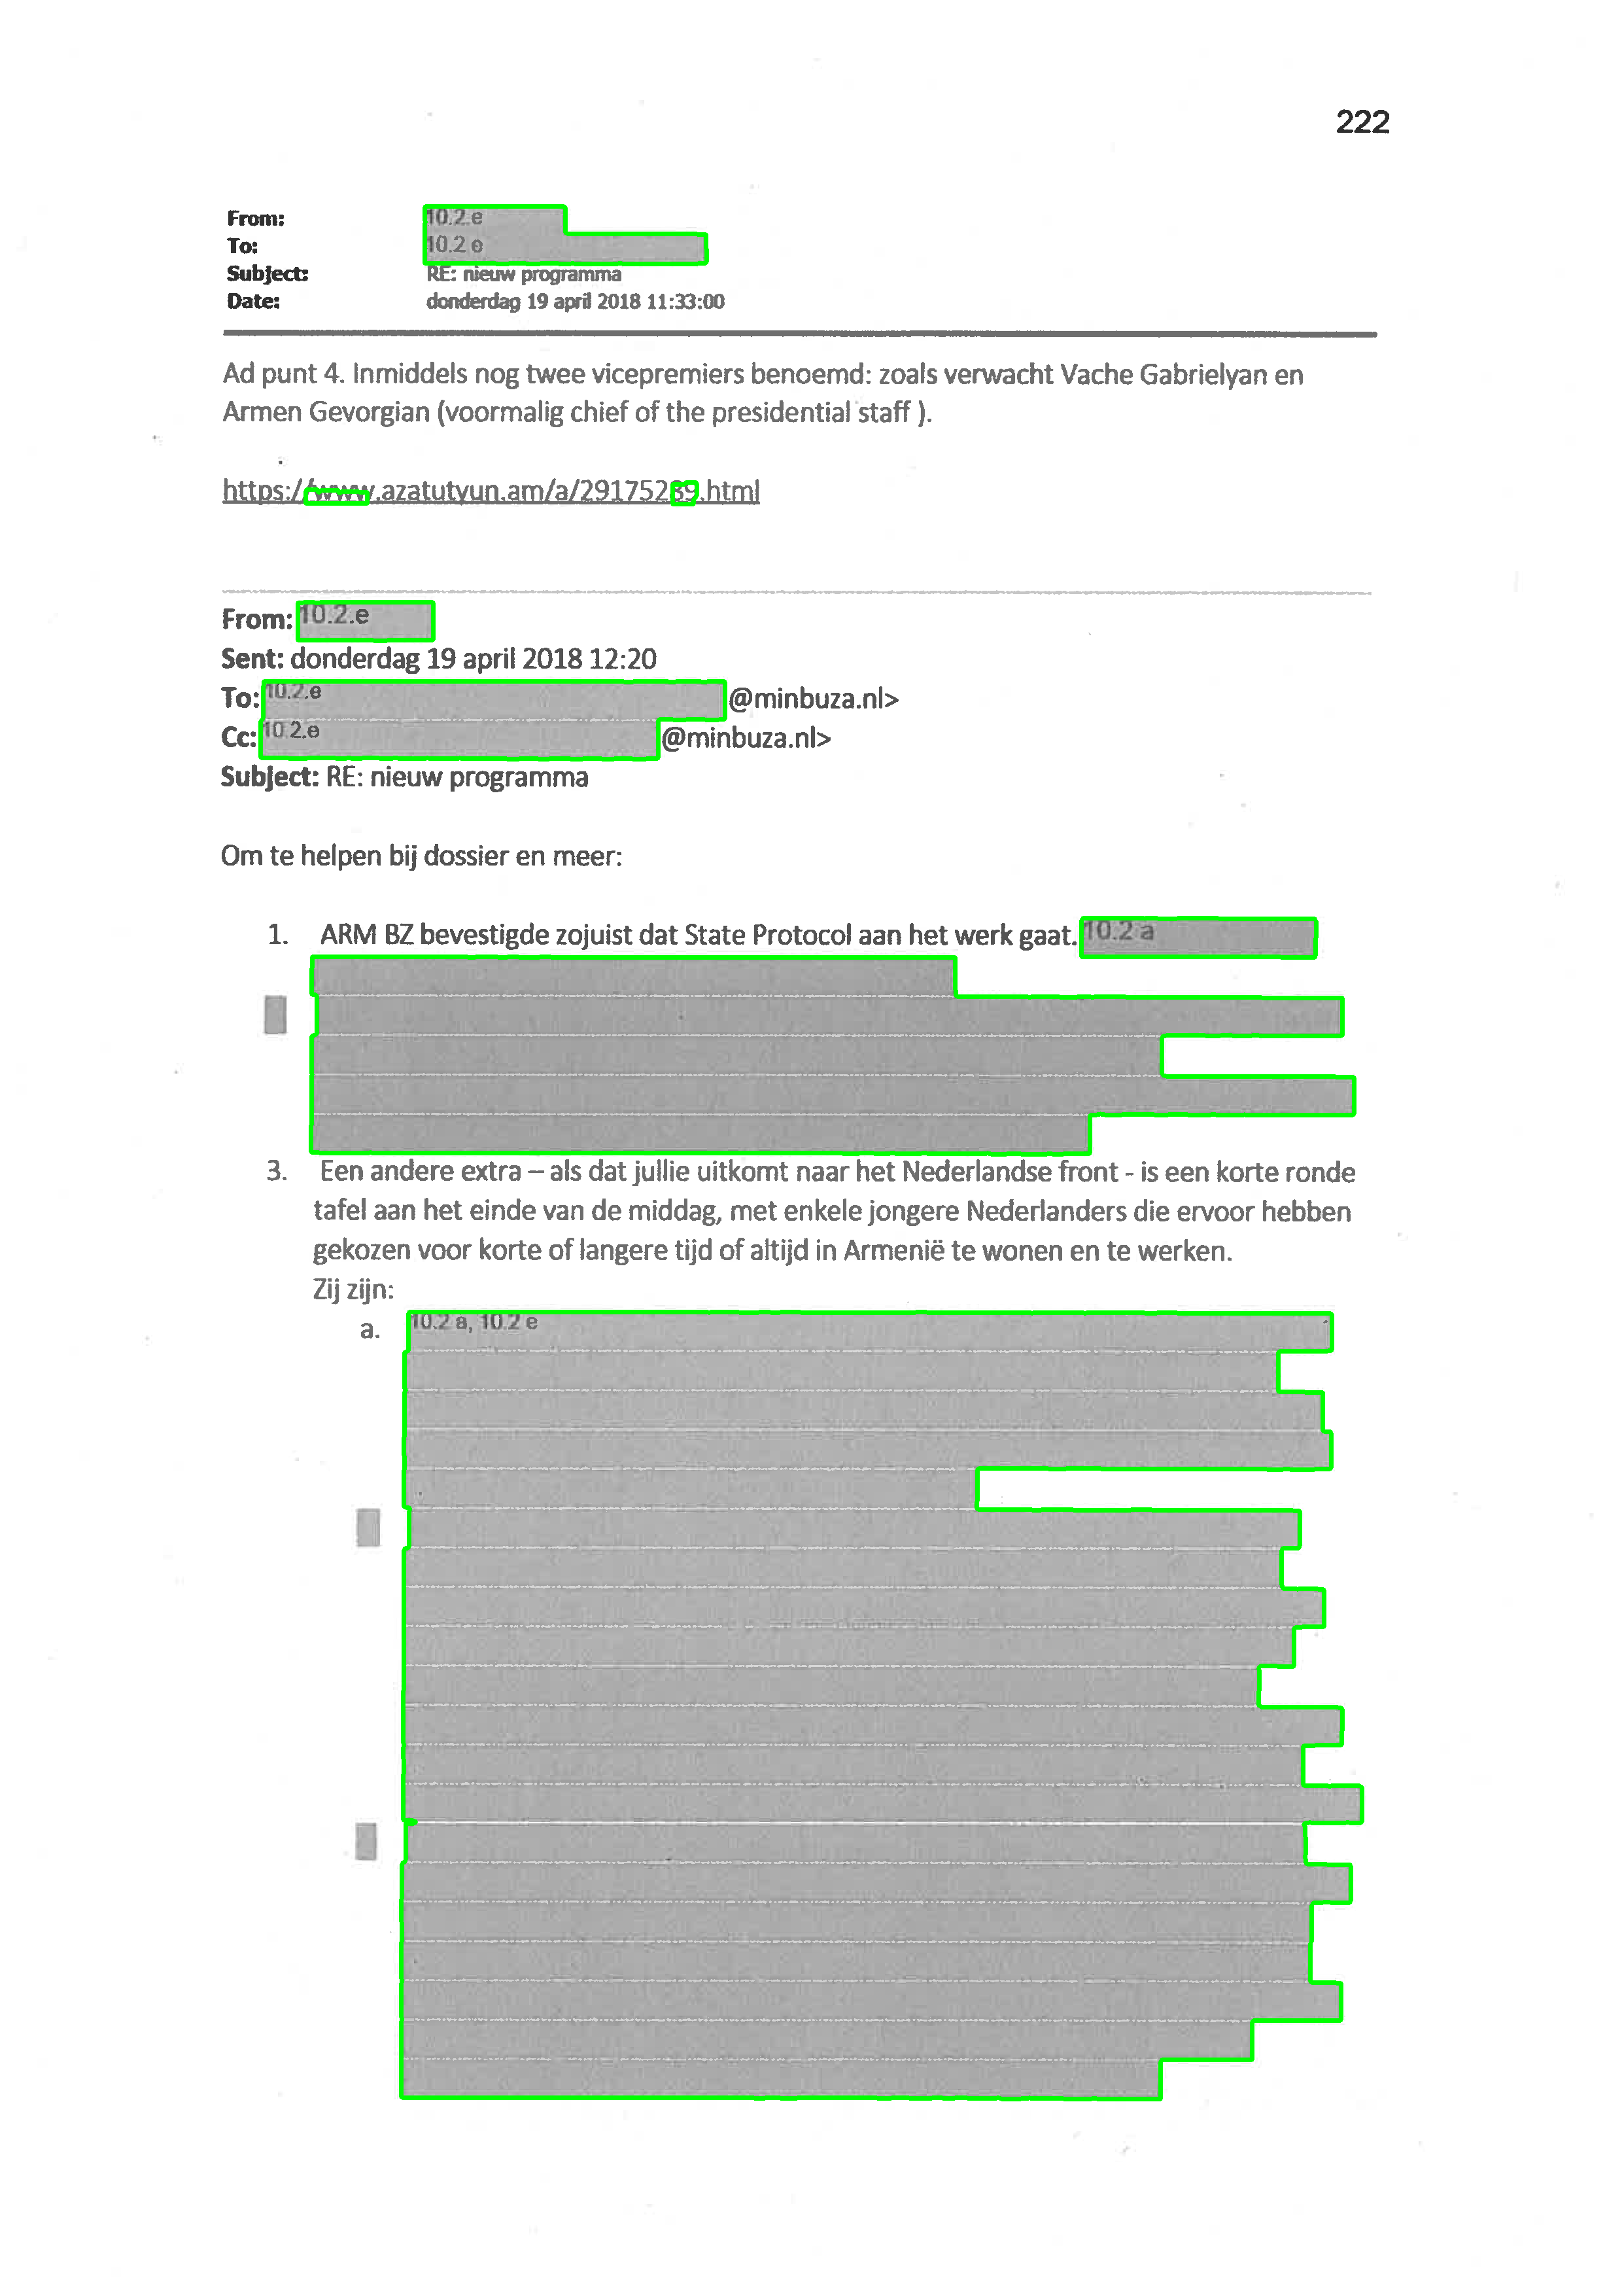 222
From: 10.2.e
To: 10.2 e
Subject: RE: nieuw programma
Date: donderdag 19 april 2018 11:33:00
Ad punt 4. Inmiddels nog twee vicepremiers benoemd: zoals verwacht Vache Gabrielyan en
Armen Gevorgian (voormalig chief of the presidential staff ).
https://www.azatutyun.am/a/29175289.html
From: 10.2.e
Sent: donderdag 19 april 2018 12:20
To: 10.2.e @minbuza.nl>
Cc: 10.2.e @minbuza.nl>
Subject: RE: nieuw programma
Om te helpen bij dossier en meer:
1. ARM BZ bevestigde zojuist dat State Protocol aan het werk gaat. 10.2 a
3. Een andere extra – als dat jullie uitkomt naar het Nederlandse front - is een korte ronde
tafel aan het einde van de middag, met enkele jongere Nederlanders die ervoor hebben
gekozen voor korte of langere tijd of altijd in Armenië te wonen en te werken.
Zij zijn:
a. 10.2 a, 10.2 e